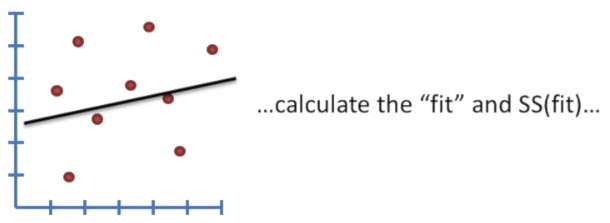 ...calculate the “fit” and SS(fit)...